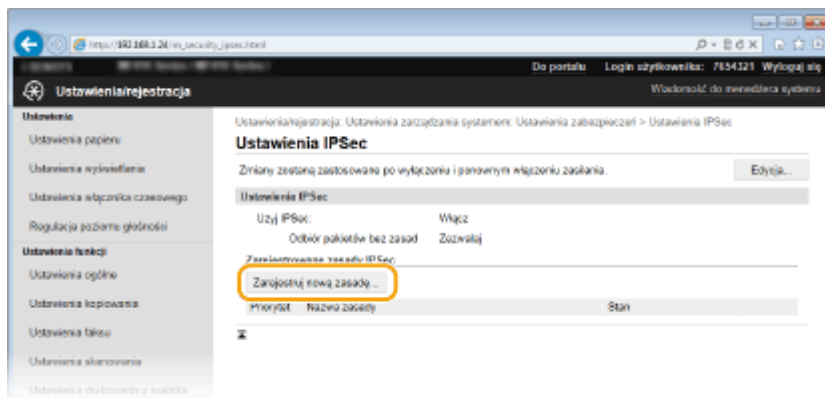 http://192.168.1.24/m_security_ipsec.html
Do portalu Login użytkownika: 7654321 Wyloguj się
Ustawienia/rejestracja
Wiadomość do menedżera systemu
Ustawienia
Ustawienia papieru
Ustawienia wyświetlania
Ustawienia włącznika czasowego
Regulacja poziomu głośności
Ustawienia funkcji
Ustawienia ogólne
Ustawienia kopiowania
Ustawienia faksu
Ustawienia skanowania
Ustawienia drukowania z nośnika
Ustawienia/rejestracja: Ustawienia zarządzania systemem: Ustawienia zabezpieczeń > Ustawienia IPSec
Ustawienia IPSec
Zmiany zostaną zastosowane po wyłączeniu i ponownym włączeniu zasilania.
Edycja...
Ustawienia IPSec
Użyj IPSec: Włącz
Odbiór pakietów bez zasad Zezwalaj
Zarejestrowane zasady IPSec
Zarejestruj nową zasadę...
Priorytet Nazwa zasady Stan